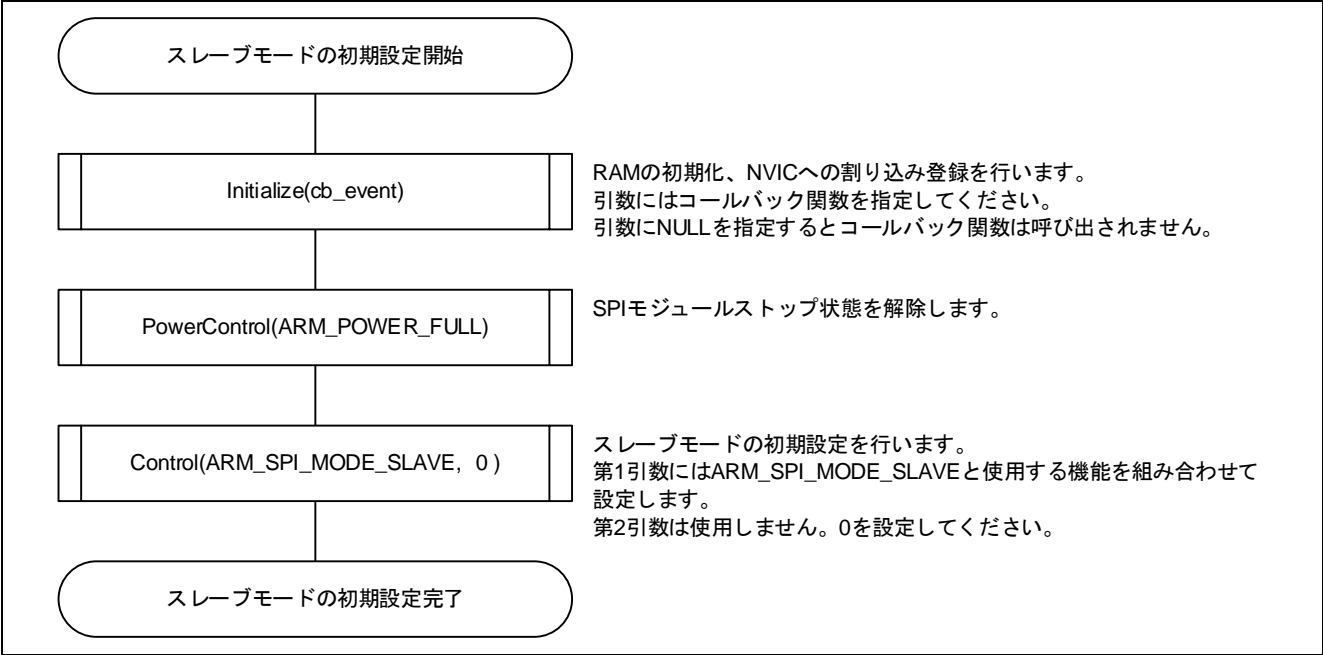 スレーブモードの初期設定開始
Initialize(cb_event)
RAMの初期化、NVICへの割り込み登録を行います。
引数にはコールバック関数を指定してください。
引数にNULLを指定するとコールバック関数は呼び出されません。
PowerControl(ARM_POWER_FULL)
SPIモジュールストップ状態を解除します。
Control(ARM_SPI_MODE_SLAVE, 0 )
スレーブモードの初期設定を行います。
第1引数にはARM_SPI_MODE_SLAVEと使用する機能を組み合わせて
設定します。
第2引数は使用しません。0を設定してください。
スレーブモードの初期設定完了